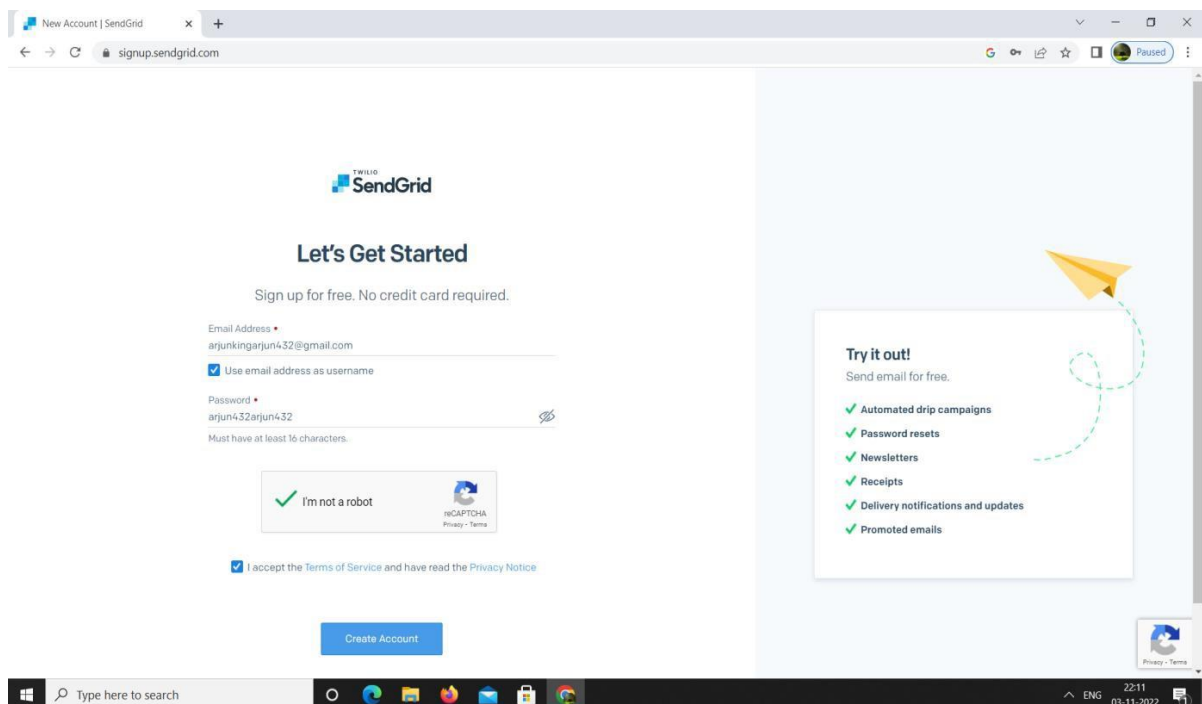 New Account | SendGrid
signup.sendgrid.com
Paused
TWILIO
SendGrid
Let's Get Started
Sign up for free. No credit card required.
Email Address •
arjunkingarjun432@gmail.com
Use email address as username
Password •
arjun432arjun432
Must have at least 16 characters.
I'm not a robot
reCAPTCHA
Privacy - Terms
I accept the Terms of Service and have read the Privacy Notice
Create Account
Try it out!
Send email for free.
Automated drip campaigns
Password resets
Newsletters
Receipts
Delivery notifications and updates
Promoted emails
Privacy - Terms
Type here to search
ENG
22:11
03-11-2022